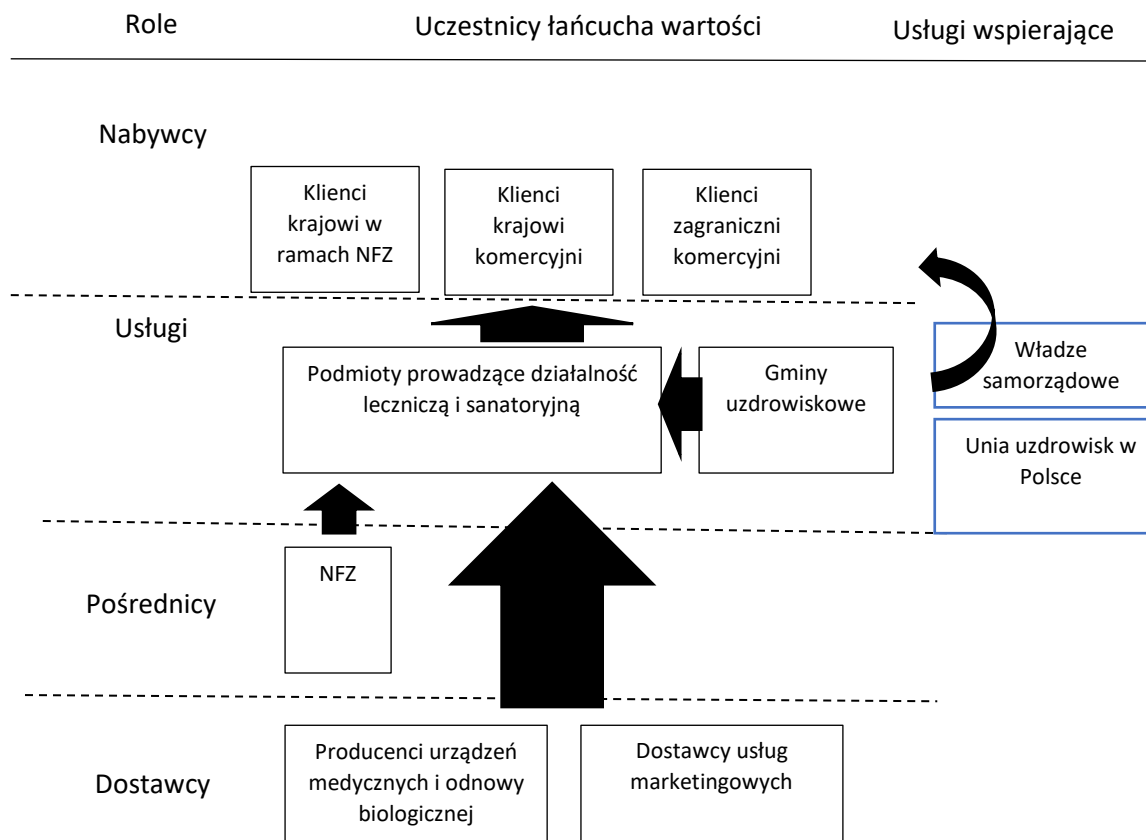 Role
Uczestnicy łańcucha wartości
Usługi wspierające
Nabywcy
Klienci
krajowi w
ramach NFZ
Klienci
krajowi
komercyjni
Klienci
zagraniczni
komercyjni
Usługi
Podmioty prowadzące działalność
leczniczą i sanatoryjną
Gminy
uzdrowiskowe
Władze
samorządowe
Unia uzdrowisk w
Polsce
NFZ
Pośrednicy
Producenci urządzeń
medycznych i odnowy
biologicznej
Dostawcy usług
marketingowych
Dostawcy